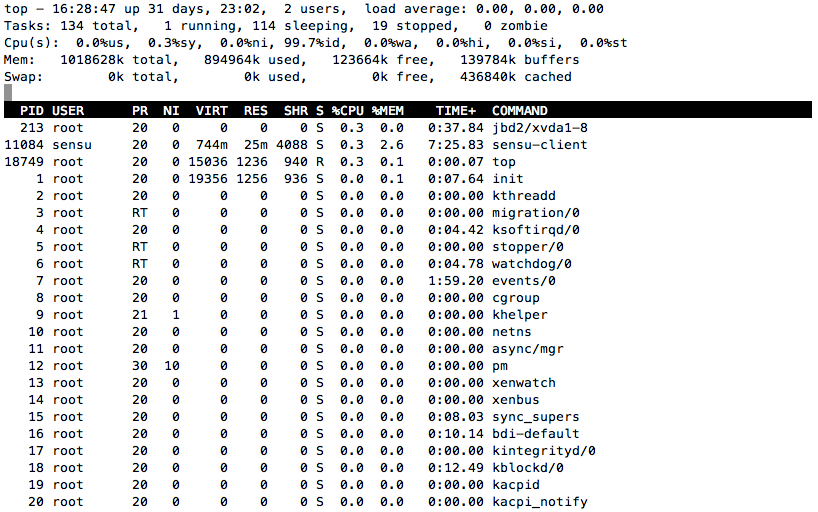 top - 16:28:47 up 31 days, 23:02,  2 users,  load average: 0.00, 0.00, 0.00
Tasks: 134 total,   1 running, 114 sleeping,  19 stopped,   0 zombie
Cpu(s):  0.0%us,  0.3%sy,  0.0%ni, 99.7%id,  0.0%wa,  0.0%hi,  0.0%si,  0.0%st
Mem:   1018628k total,   894964k used,   123664k free,   139784k buffers
Swap:        0k total,        0k used,        0k free,   436840k cached
  PID USER      PR  NI  VIRT  RES  SHR S %CPU %MEM    TIME+  COMMAND
  213 root      20   0     0    0    0 S  0.3  0.0   0:37.84 jbd2/xvda1-8
11084 sensu     20   0  744m  25m 4088 S  0.3  2.6   7:25.83 sensu-client
18749 root      20   0 15036 1236  940 R  0.3  0.1   0:00.07 top
    1 root      20   0 19356 1256  936 S  0.0  0.1   0:07.64 init
    2 root      20   0     0    0    0 S  0.0  0.0   0:00.00 kthreadd
    3 root      RT   0     0    0    0 S  0.0  0.0   0:00.00 migration/0
    4 root      20   0     0    0    0 S  0.0  0.0   0:04.42 ksoftirqd/0
    5 root      RT   0     0    0    0 S  0.0  0.0   0:00.00 stopper/0
    6 root      RT   0     0    0    0 S  0.0  0.0   0:04.78 watchdog/0
    7 root      20   0     0    0    0 S  0.0  0.0   1:59.20 events/0
    8 root      20   0     0    0    0 S  0.0  0.0   0:00.00 cgroup
    9 root      21   1     0    0    0 S  0.0  0.0   0:00.00 khelper
   10 root      20   0     0    0    0 S  0.0  0.0   0:00.00 netns
   11 root      20   0     0    0    0 S  0.0  0.0   0:00.00 async/mgr
   12 root      30  10     0    0    0 S  0.0  0.0   0:00.00 pm
   13 root      20   0     0    0    0 S  0.0  0.0   0:00.00 xenwatch
   14 root      20   0     0    0    0 S  0.0  0.0   0:00.00 xenbus
   15 root      20   0     0    0    0 S  0.0  0.0   0:08.03 sync_supers
   16 root      20   0     0    0    0 S  0.0  0.0   0:10.14 bdi-default
   17 root      20   0     0    0    0 S  0.0  0.0   0:00.00 kintegrityd/0
   18 root      20   0     0    0    0 S  0.0  0.0   0:12.49 kblockd/0
   19 root      20   0     0    0    0 S  0.0  0.0   0:00.00 kacpid
   20 root      20   0     0    0    0 S  0.0  0.0   0:00.00 kacpi_notify